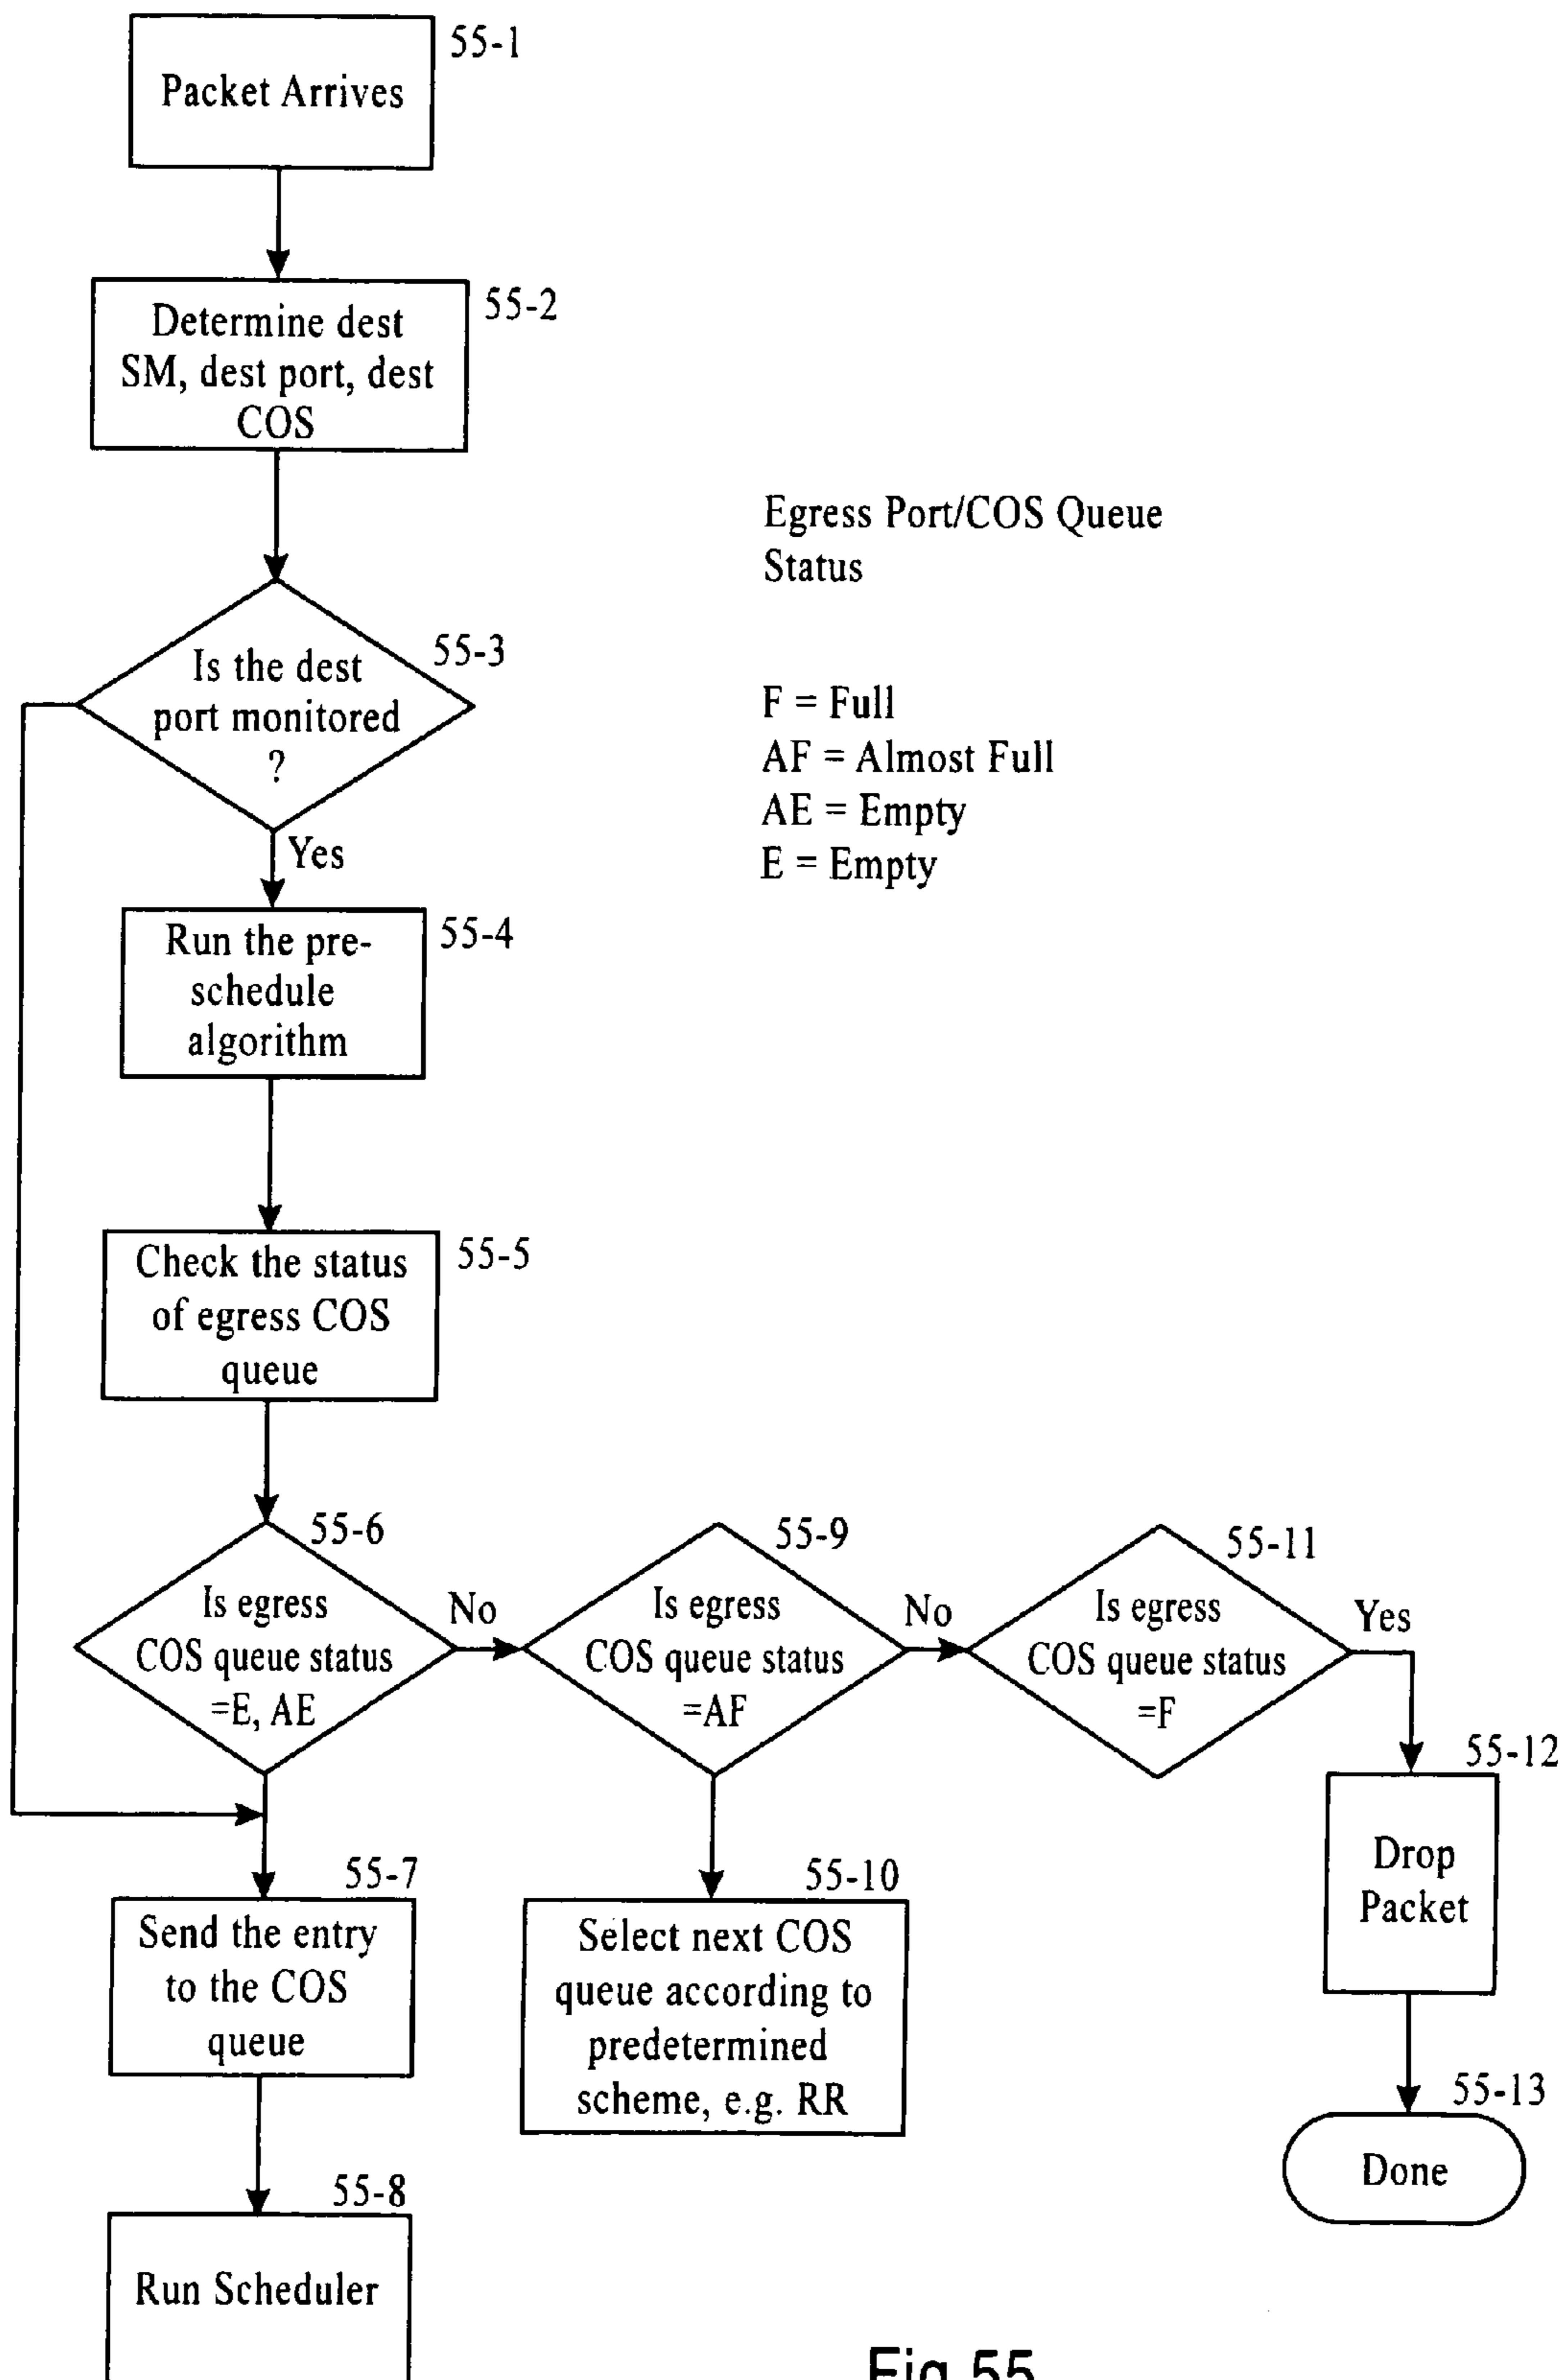 55-1
Packet Arrives
55-2
Determine dest
SM, dest port, dest
COS
Egress Port/COS Queue
Status
F = Full
AF = Almost Full
AE = Empty
E = Empty
55-3
Is the dest
port monitored
?
Yes
55-4
Run the pre-
schedule
algorithm
55-5
Check the status
of egress COS
queue
55-6
Is egress
COS queue status
=E, AE
No
55-9
Is egress
COS queue status
=AF
No
55-11
Is egress
COS queue status
=F
Yes
55-7
Send the entry
to the COS
queue
55-10
Select next COS
queue according to
predetermined
scheme, e.g. RR
55-12
Drop
Packet
55-13
Done
55-8
Run Scheduler
Fig 55